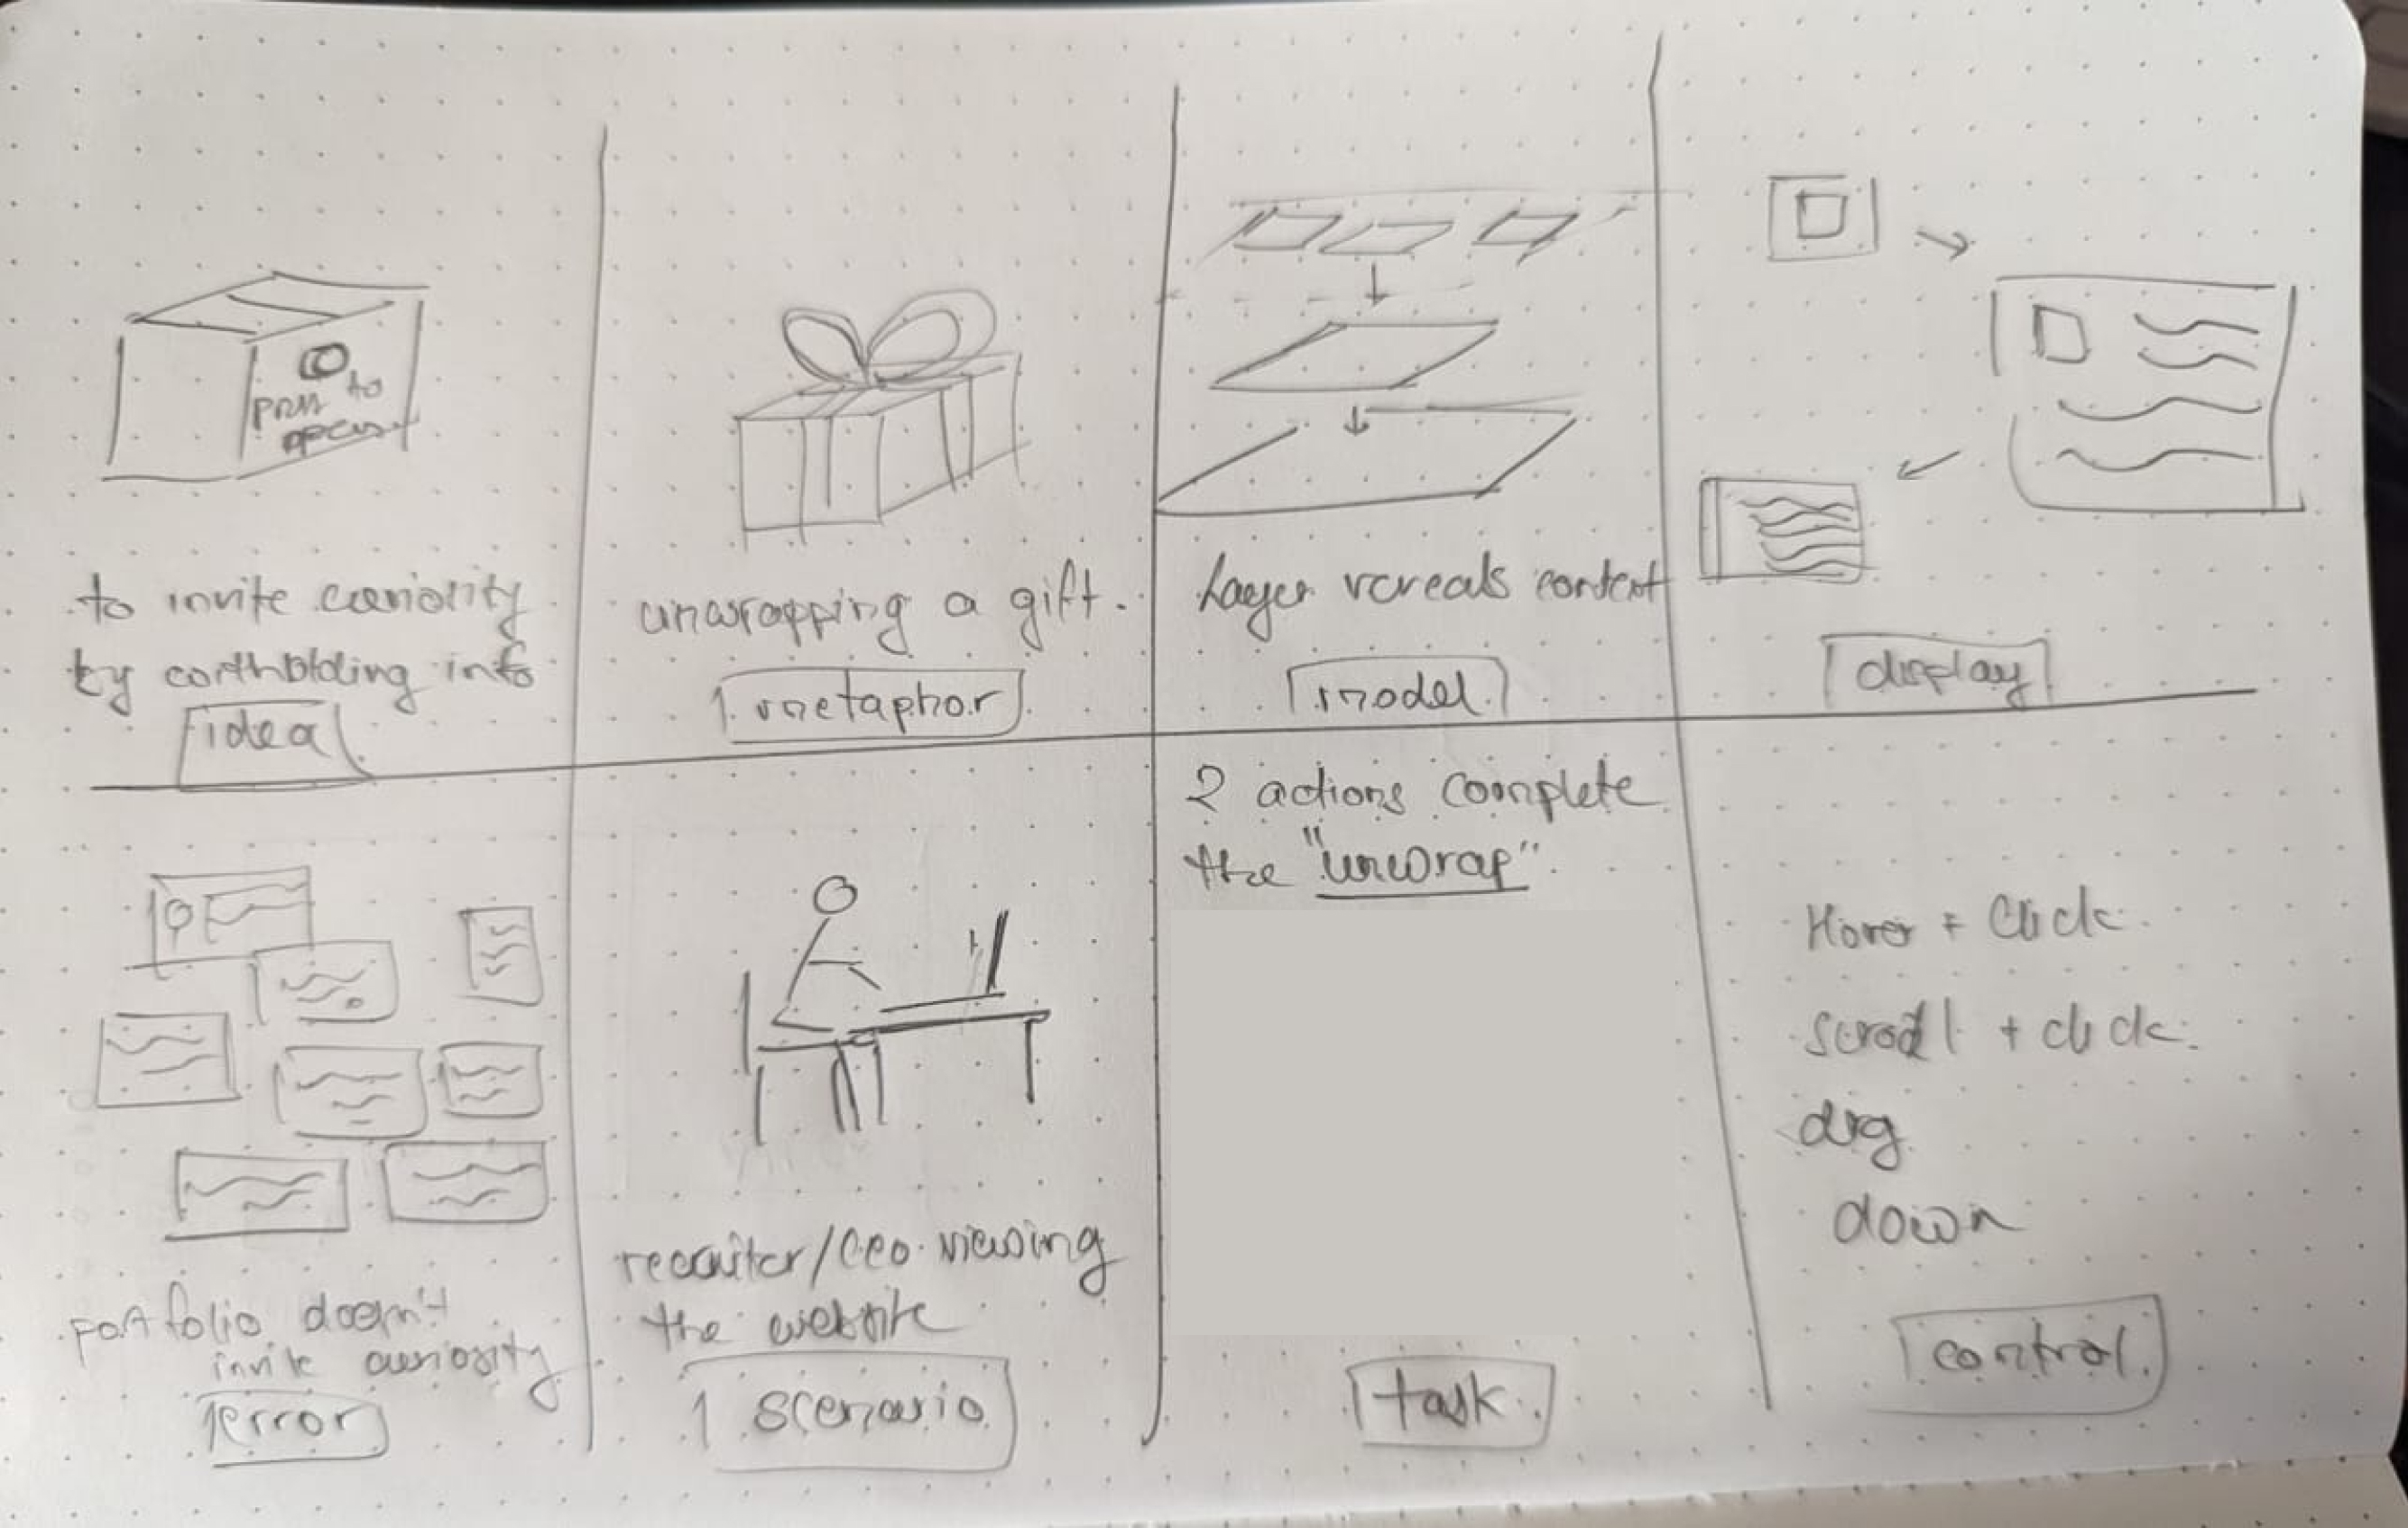 press to
open
to invite curiosity
by withholding info
idea
unwrapping a gift.
metaphor
Layer reveals content
model
display
portfolio doesn't
invite curiosity
error
recruiter/CEO viewing
the website
scenario
2 actions complete
the "unwrap"
task
Hover + Click
Scroll + click
drg
down
control